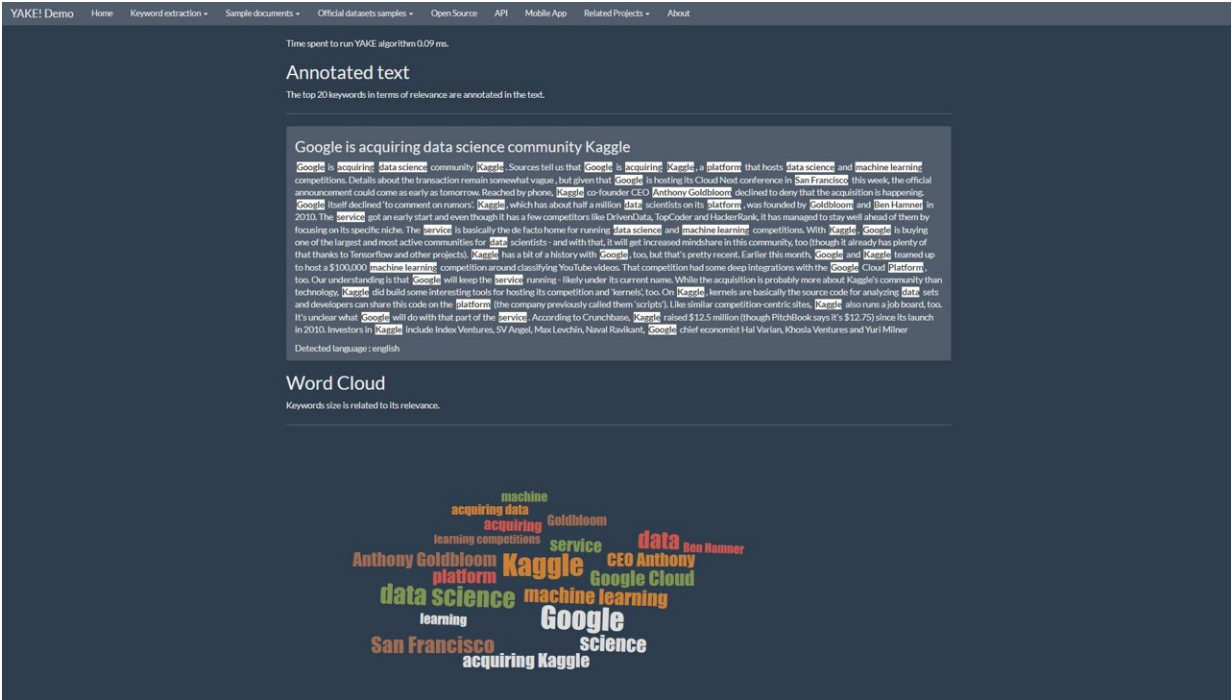 YAKE! Demo Home Keyword extraction Sample documents Official datasets samples Open Source API Mobile App Related Projects About
Time spent to run YAKE algorithm 0.09 ms.
Annotated text
The top 20 keywords in terms of relevance are annotated in the text.
Google is acquiring data science community Kaggle
Google is acquiring data science community Kaggle. Sources tell us that Google is acquiring Kaggle, a platform that hosts data science and machine learning
competitions. Details about the transaction remain somewhat vague, but given that Google is hosting its Cloud Next conference in San Francisco this week, the official
announcement could come as early as tomorrow. Reached by phone, Kaggle co-founder CEO Anthony Goldbloom declined to deny that the acquisition is happening.
Google itself declined 'to comment on rumors'. Kaggle, which has about half a million data scientists on its platform, was founded by Goldbloom and Ben Hamner in
2010. The service got an early start and even though it has a few competitors like DrivenData, TopCoder and HackerRank, it has managed to stay well ahead of them by
focusing on its specific niche. The service is basically the de facto home for running data science and machine learning competitions. With Kaggle, Google is buying
one of the largest and most active communities for data scientists - and with that, it will get increased mindshare in this community, too (though it already has plenty of
that thanks to Tensorflow and other projects). Kaggle has a bit of a history with Google, too, but that's pretty recent. Earlier this month, Google and Kaggle teamed up
to host a $100,000 machine learning competition around classifying YouTube videos. That competition had some deep integrations with the Google Cloud Platform,
too. Our understanding is that Google will keep the service running - likely under its current name. While the acquisition is probably more about Kaggle's community than
technology, Kaggle did build some interesting tools for hosting its competition and 'kernels', too. On Kaggle, kernels are basically the source code for analyzing data sets
and developers can share this code on the platform (the company previously called them 'scripts'). Like similar competition-centric sites, Kaggle also runs a job board, too.
It's unclear what Google will do with that part of the service. According to Crunchbase, Kaggle raised $12.5 million (though PitchBook says it's $12.75) since its launch
in 2010. Investors in Kaggle include Index Ventures, SV Angel, Max Levchin, Naval Ravikant, Google chief economist Hal Varian, Khosla Ventures and Yuri Milner
Detected language : english
Word Cloud
Keywords size is related to its relevance.
machine
acquiring data
acquiring Goldbloom
learning competitions service data Ben Hamner
Anthony Goldbloom Kaggle CEO Anthony
platform Google Cloud
data science machine learning
learning Google
San Francisco science
acquiring Kaggle